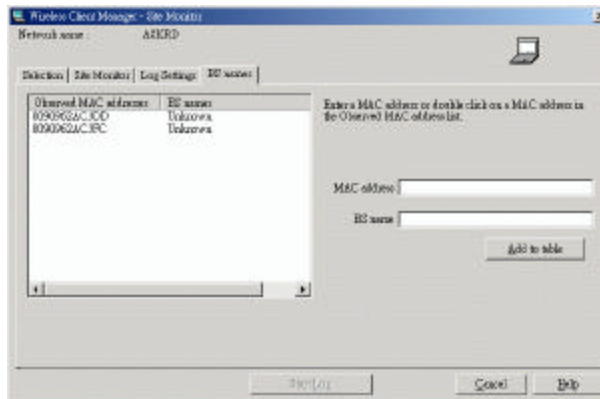 Wireless Client Manager - Site Monitor
Network name : ASKRD
Selection | Site Monitor | Log Settings | BS names
Observed MAC addresses BS names
Unknown
Unknown
Enter a MAC address or double click on a MAC address in
the Observed MAC address list.
MAC address
BS name
Add to table
Start Log
Cancel
Help